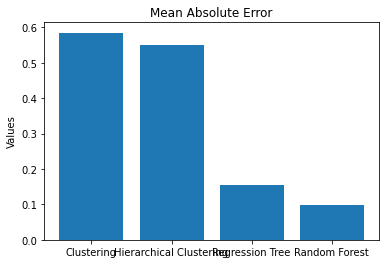 Mean Absolute Error
0.6
0.5
0.4
0.3
0.2
0.1
0.0
Values
Clustering Hierarchical Clustering Regression Tree Random Forest